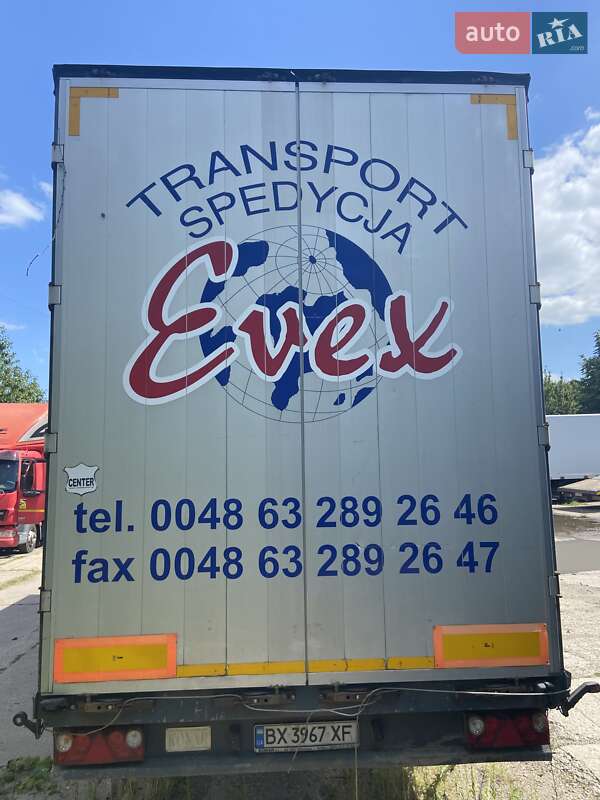 auto RIA .com
TRANSPORT
SPEDYCJA
Evex
CENTER
tel. 0048 63 289 26 46
fax 0048 63 289 26 47
BX 3967 XF